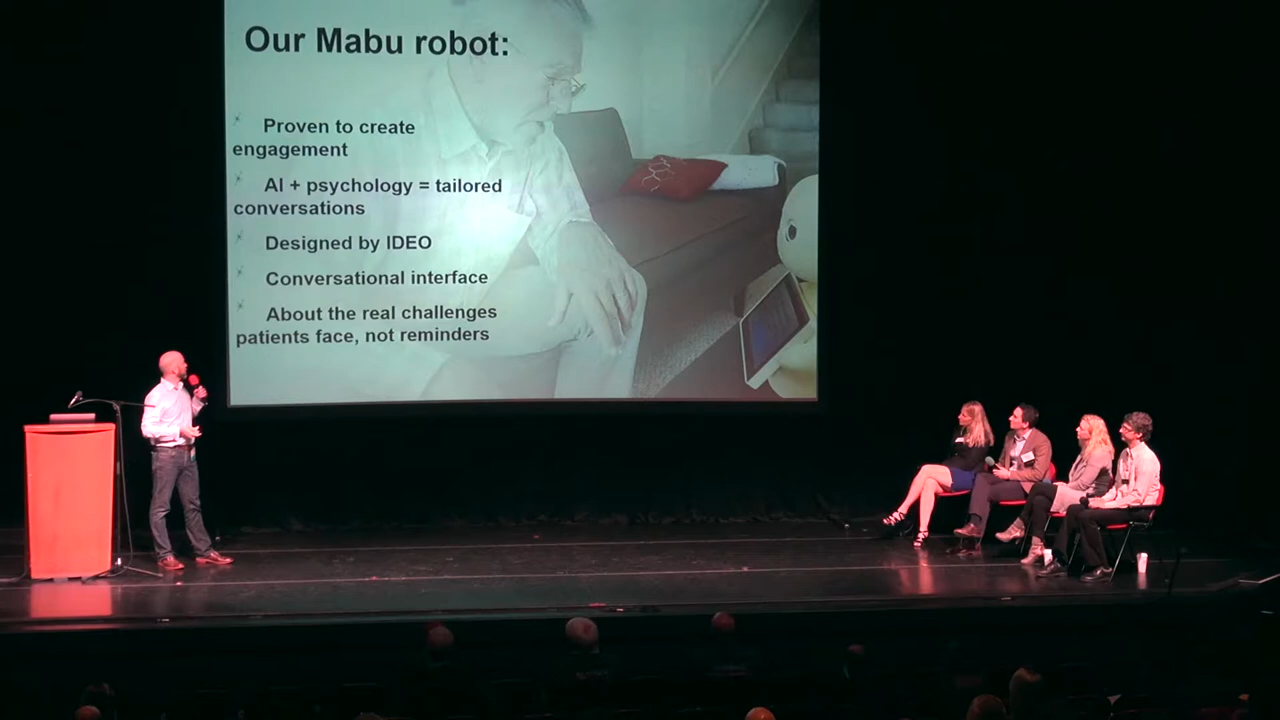 Our Mabu robot:
Proven to create
engagement
AI + psychology = tailored
conversations
Designed by IDEO
Conversational interface
About the real challenges
patients face, not reminders